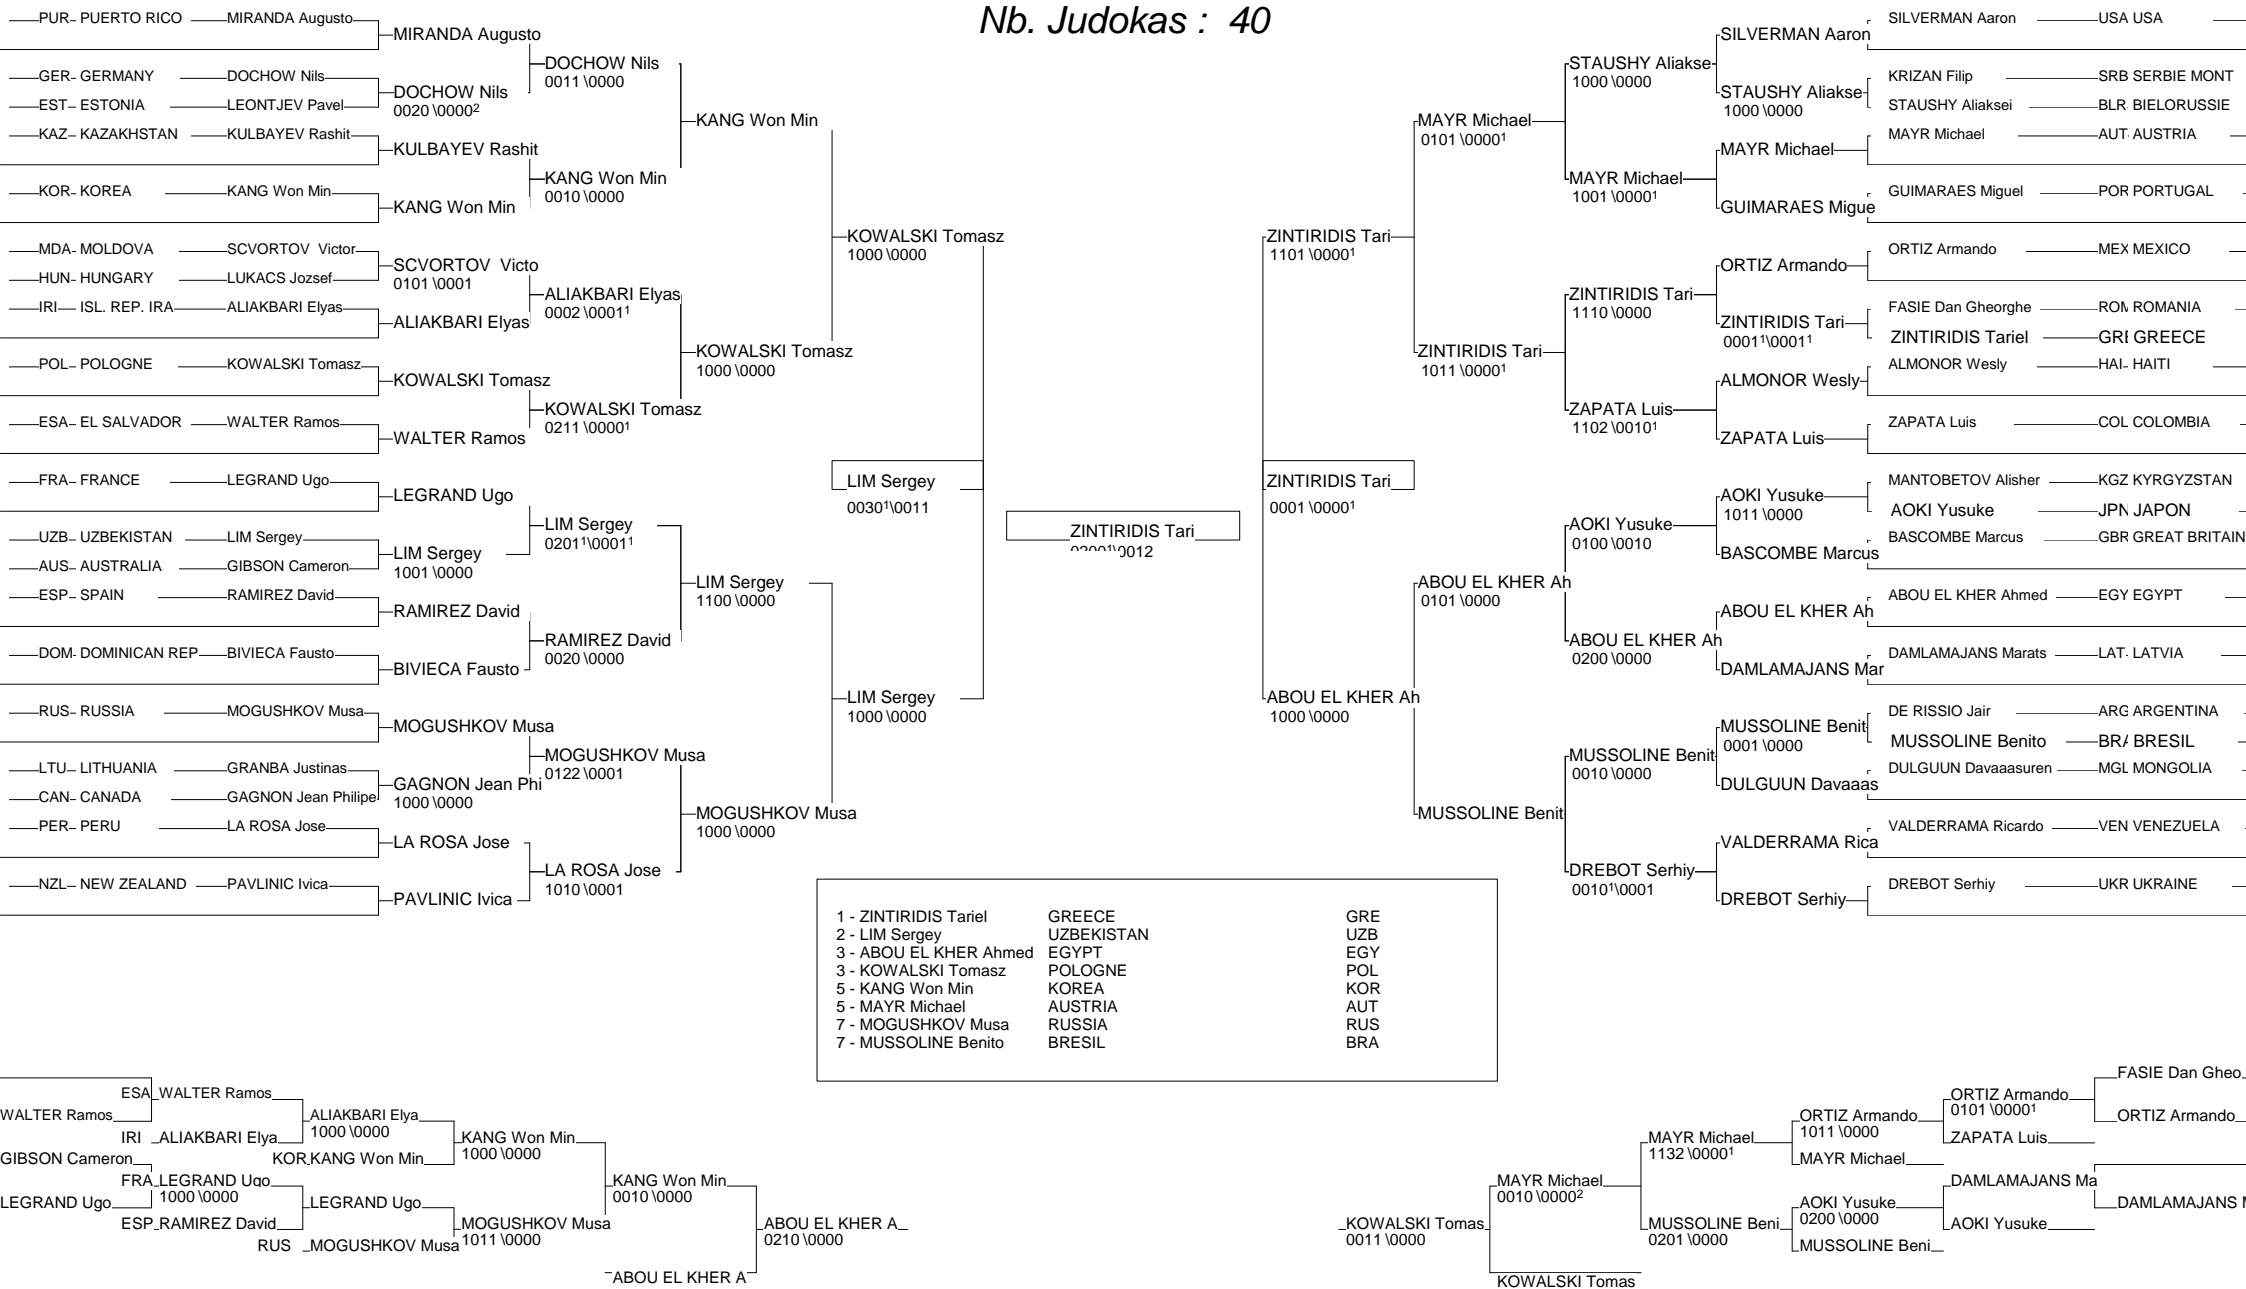 Nb. Judokas :  40
PUR PUERTO RICO MIRANDA Augusto
GER GERMANY DOCHOW Nils
EST ESTONIA LEONTJEV Pavel
KAZ KAZAKHSTAN KULBAYEV Rashit
KOR KOREA KANG Won Min
MDA MOLDOVA SCVORTOV  Victor
HUN HUNGARY LUKACS Jozsef
IRI ISL. REP. IRA ALIAKBARI Elyas
POL POLOGNE KOWALSKI Tomasz
ESA EL SALVADOR WALTER Ramos
FRA FRANCE LEGRAND Ugo
UZB UZBEKISTAN LIM Sergey
AUS AUSTRALIA GIBSON Cameron
ESP SPAIN RAMIREZ David
DOM DOMINICAN REP BIVIECA Fausto
RUS RUSSIA MOGUSHKOV Musa
LTU LITHUANIA GRANBA Justinas
CAN CANADA GAGNON Jean Philipe
PER PERU LA ROSA Jose
NZL NEW ZEALAND PAVLINIC Ivica
MIRANDA Augusto
DOCHOW Nils
0020 \0000²
KULBAYEV Rashit
KANG Won Min
SCVORTOV  Victo
0101 \0001
ALIAKBARI Elyas
KOWALSKI Tomasz
WALTER Ramos
LEGRAND Ugo
LIM Sergey
1001 \0000
RAMIREZ David
BIVIECA Fausto
MOGUSHKOV Musa
GAGNON Jean Phi
1000 \0000
LA ROSA Jose
PAVLINIC Ivica
DOCHOW Nils
0011 \0000
KANG Won Min
0010 \0000
ALIAKBARI Elyas
0002 \0001¹
KOWALSKI Tomasz
0211 \0000¹
LIM Sergey
0201¹\0001¹
RAMIREZ David
0020 \0000
MOGUSHKOV Musa
0122 \0001
LA ROSA Jose
1010 \0001
KANG Won Min
KOWALSKI Tomasz
1000 \0000
LIM Sergey
1100 \0000
MOGUSHKOV Musa
1000 \0000
KOWALSKI Tomasz
1000 \0000
LIM Sergey
1000 \0000
LIM Sergey
0030¹\0011
ZINTIRIDIS Tari
0200¹\0012
ZINTIRIDIS Tari
0001 \0000¹
ZINTIRIDIS Tari
1101 \0000¹
ABOU EL KHER Ah
1000 \0000
MAYR Michael
0101 \0000¹
ZINTIRIDIS Tari
1011 \0000¹
ABOU EL KHER Ah
0101 \0000
MUSSOLINE Benit
STAUSHY Aliakse
1000 \0000
MAYR Michael
1001 \0000¹
ZINTIRIDIS Tari
1110 \0000
ZAPATA Luis
1102 \0010¹
AOKI Yusuke
0100 \0010
ABOU EL KHER Ah
0200 \0000
MUSSOLINE Benit
0010 \0000
DREBOT Serhiy
0010¹\0001
SILVERMAN Aaron
STAUSHY Aliakse
1000 \0000
MAYR Michael
GUIMARAES Migue
ORTIZ Armando
ZINTIRIDIS Tari
0001¹\0001¹
ALMONOR Wesly
ZAPATA Luis
AOKI Yusuke
1011 \0000
BASCOMBE Marcus
ABOU EL KHER Ah
DAMLAMAJANS Mar
MUSSOLINE Benit
0001 \0000
DULGUUN Davaaas
VALDERRAMA Rica
DREBOT Serhiy
SILVERMAN Aaron USA USA
KRIZAN Filip SRB SERBIE MONT
STAUSHY Aliaksei BLR BIELORUSSIE
MAYR Michael AUT AUSTRIA
GUIMARAES Miguel POR PORTUGAL
ORTIZ Armando MEX MEXICO
FASIE Dan Gheorghe ROM ROMANIA
ZINTIRIDIS Tariel GRE GREECE
ALMONOR Wesly HAI HAITI
ZAPATA Luis COL COLOMBIA
MANTOBETOV Alisher KGZ KYRGYZSTAN
AOKI Yusuke JPN JAPON
BASCOMBE Marcus GBR GREAT BRITAIN
ABOU EL KHER Ahmed EGY EGYPT
DAMLAMAJANS Marats LAT LATVIA
DE RISSIO Jair ARG ARGENTINA
MUSSOLINE Benito BRA BRESIL
DULGUUN Davaaasuren MGL MONGOLIA
VALDERRAMA Ricardo VEN VENEZUELA
DREBOT Serhiy UKR UKRAINE
1 - ZINTIRIDIS Tariel GREECE GRE
2 - LIM Sergey UZBEKISTAN UZB
3 - ABOU EL KHER Ahmed EGYPT EGY
3 - KOWALSKI Tomasz POLOGNE POL
5 - KANG Won Min KOREA KOR
5 - MAYR Michael AUSTRIA AUT
7 - MOGUSHKOV Musa RUSSIA RUS
7 - MUSSOLINE Benito BRESIL BRA
WALTER Ramos
GIBSON Cameron
LEGRAND Ugo
ESA WALTER Ramos
IRI ALIAKBARI Elya
FRA LEGRAND Ugo
1000 \0000
ESP RAMIREZ David
ALIAKBARI Elya
1000 \0000
KOR KANG Won Min
LEGRAND Ugo
RUS MOGUSHKOV Musa
KANG Won Min
1000 \0000
MOGUSHKOV Musa
1011 \0000
KANG Won Min
0010 \0000
ABOU EL KHER A
ABOU EL KHER A
0210 \0000
KOWALSKI Tomas
0011 \0000
MAYR Michael
0010 \0000²
KOWALSKI Tomas
MAYR Michael
1132 \0000¹
MUSSOLINE Beni
0201 \0000
ORTIZ Armando
1011 \0000
MAYR Michael
AOKI Yusuke
0200 \0000
MUSSOLINE Beni
ORTIZ Armando
0101 \0000¹
ZAPATA Luis
DAMLAMAJANS Ma
AOKI Yusuke
FASIE Dan Gheo
ORTIZ Armando
DAMLAMAJANS